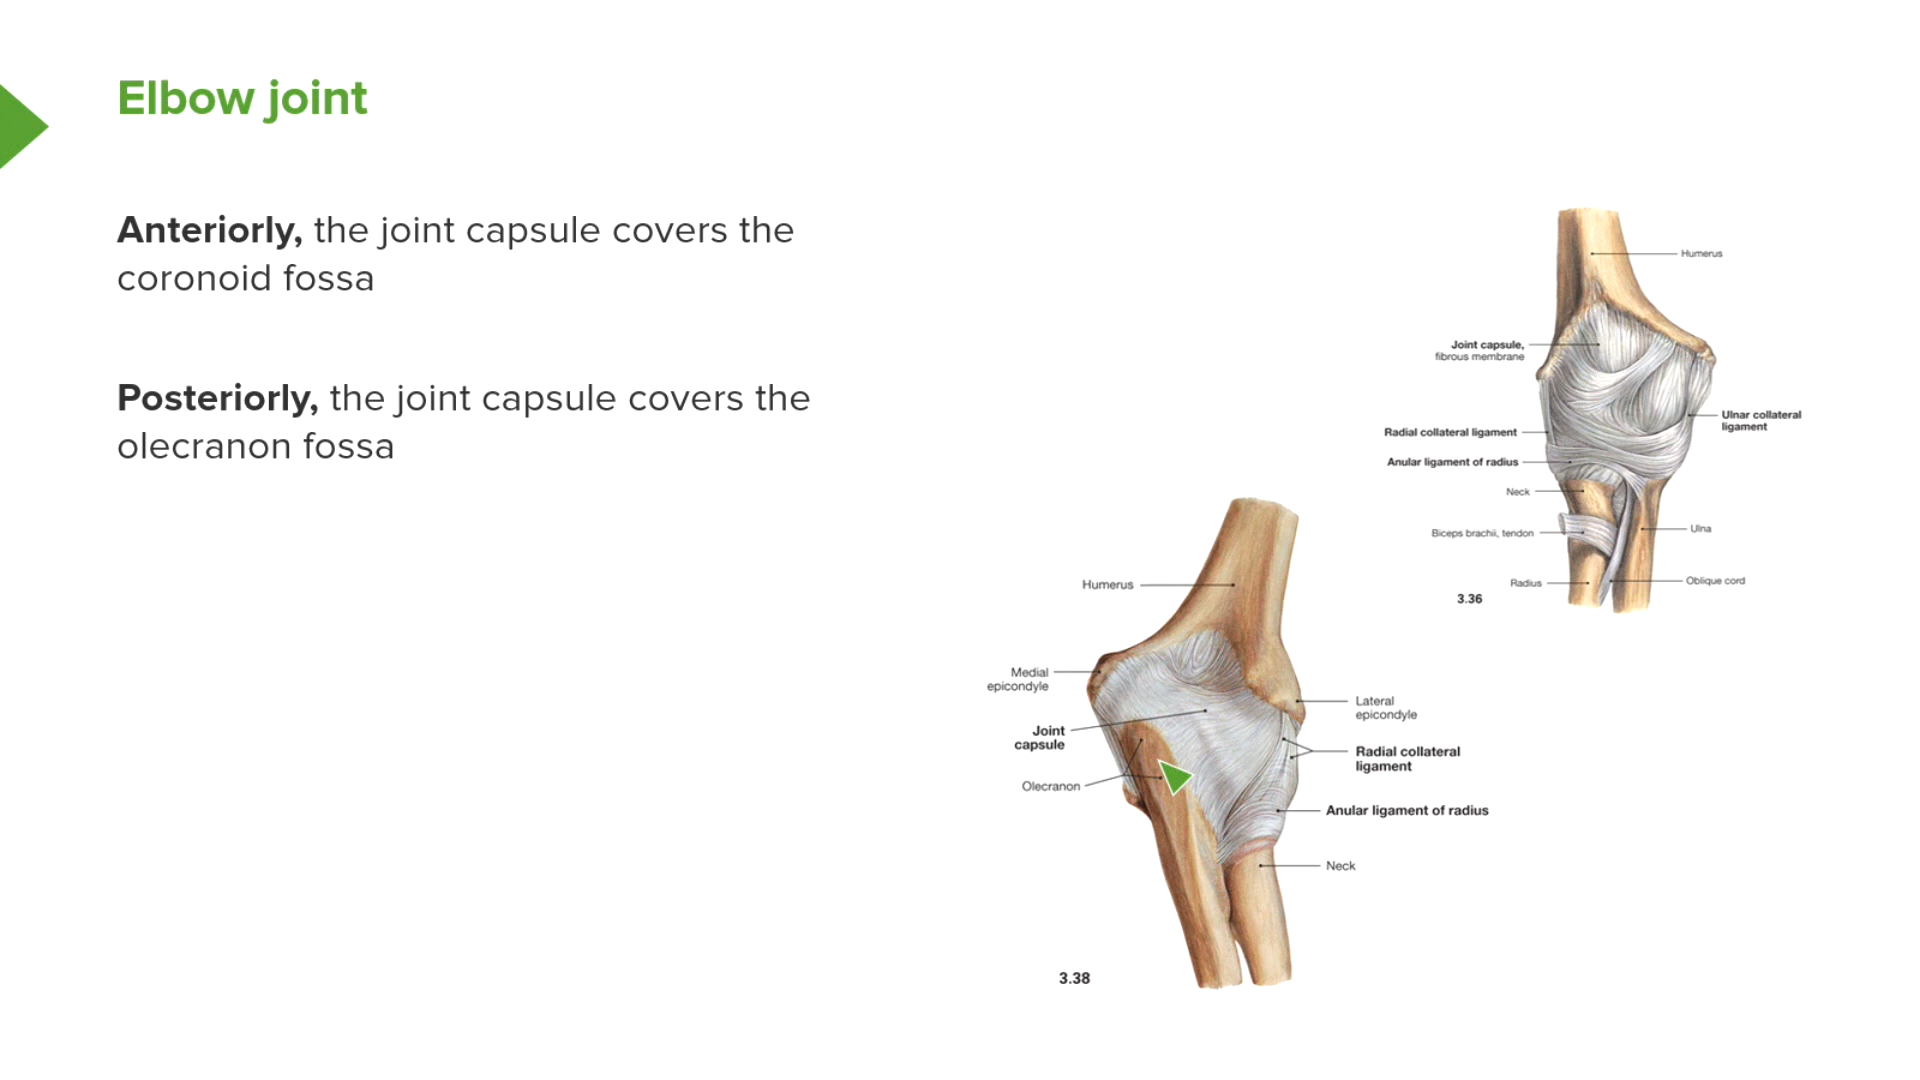 Elbow joint
Anteriorly, the joint capsule covers the
coronoid fossa
Posteriorly, the joint capsule covers the
olecranon fossa
Humerus
Joint capsule,
fibrous membrane
Ulnar collateral
ligament
Radial collateral ligament
Anular ligament of radius
Neck
Biceps brachii, tendon
Ulna
Radius
Oblique cord
3.36
Humerus
Medial
epicondyle
Lateral
epicondyle
Joint
capsule
Radial collateral
ligament
Olecranon
Anular ligament of radius
Neck
3.38